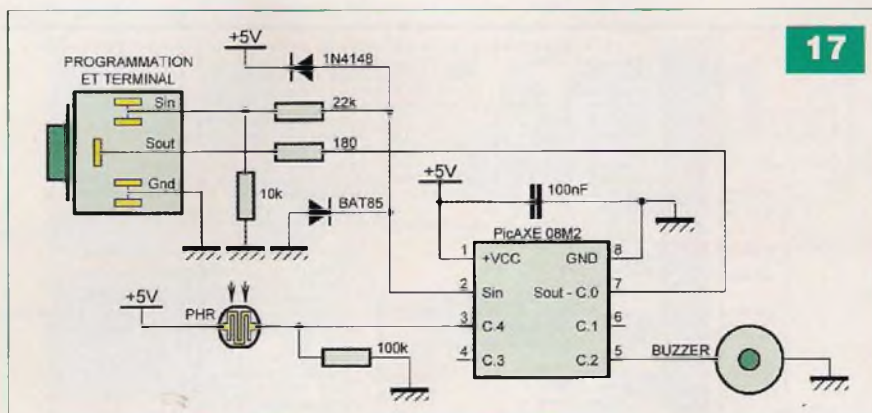 17
+5V
1N4148
PROGRAMMATION
ET TERMINAL
Sin
22k
Sout
180
+5V
100nF
Gnd
10k
BAT85
PicAXE 08M2
1 +VCC GND 8
2 Sin Sout - C.0 7
+5V
PHR
3 C.4 C.1 6
100k
4 C.3 C.2 5
BUZZER